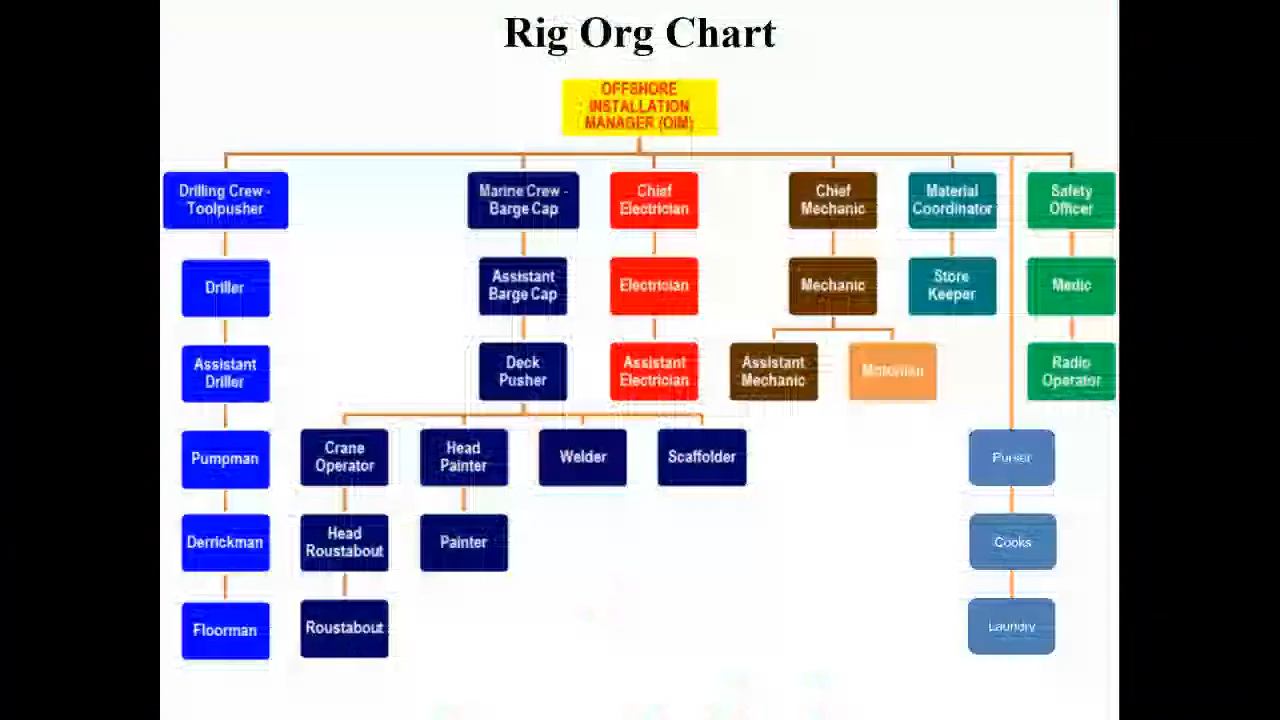 Rig Org Chart
OFFSHORE
INSTALLATION
MANAGER (OIM)
Drilling Crew -
Toolpusher
Marine Crew -
Barge Cap
Chief
Electrician
Chief
Mechanic
Material
Coordinator
Safety
Officer
Driller
Assistant
Barge Cap
Electrician
Mechanic
Store
Keeper
Medic
Assistant
Driller
Deck
Pusher
Assistant
Electrician
Assistant
Mechanic
Motorman
Radio
Operator
Pumpman
Crane
Operator
Head
Painter
Welder
Scaffolder
Purser
Derrickman
Head
Roustabout
Painter
Cooks
Floorman
Roustabout
Laundry